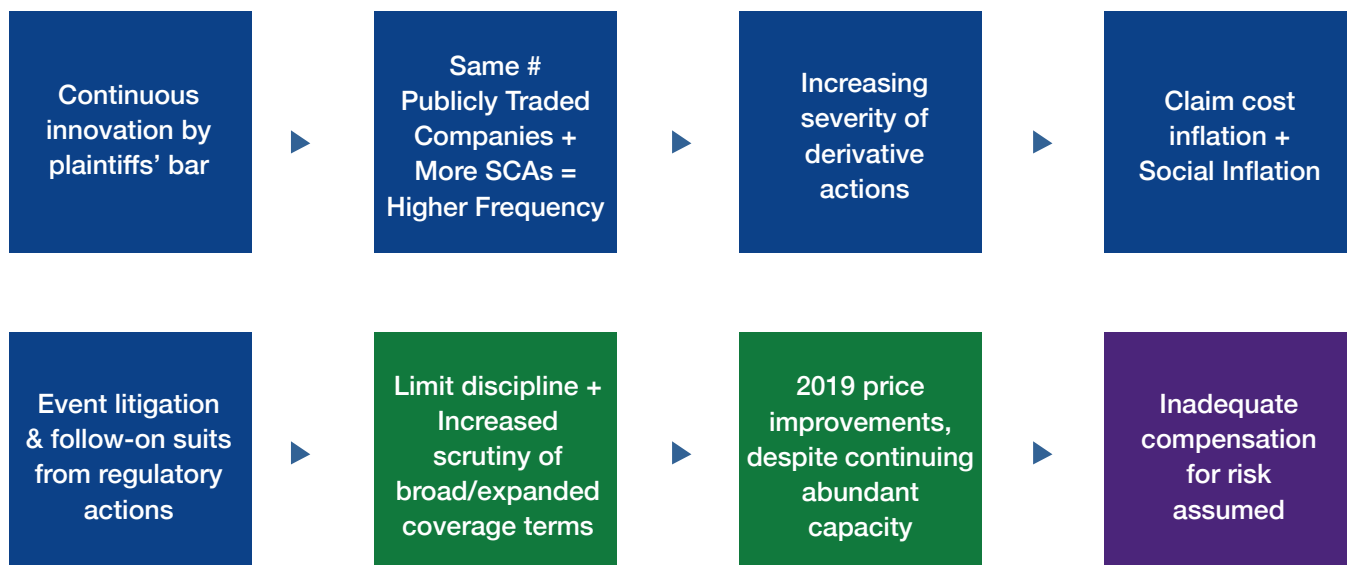 Continuous
innovation by
plaintiffs’ bar
Same #
Publicly Traded
Companies +
More SCAs =
Higher Frequency
Increasing
severity of
derivative
actions
Claim cost
inflation +
Social Inflation
Event litigation
& follow-on suits
from regulatory
actions
Limit discipline +
Increased
scrutiny of
broad/expanded
coverage terms
2019 price
improvements,
despite continuing
abundant
capacity
Inadequate
compensation
for risk
assumed